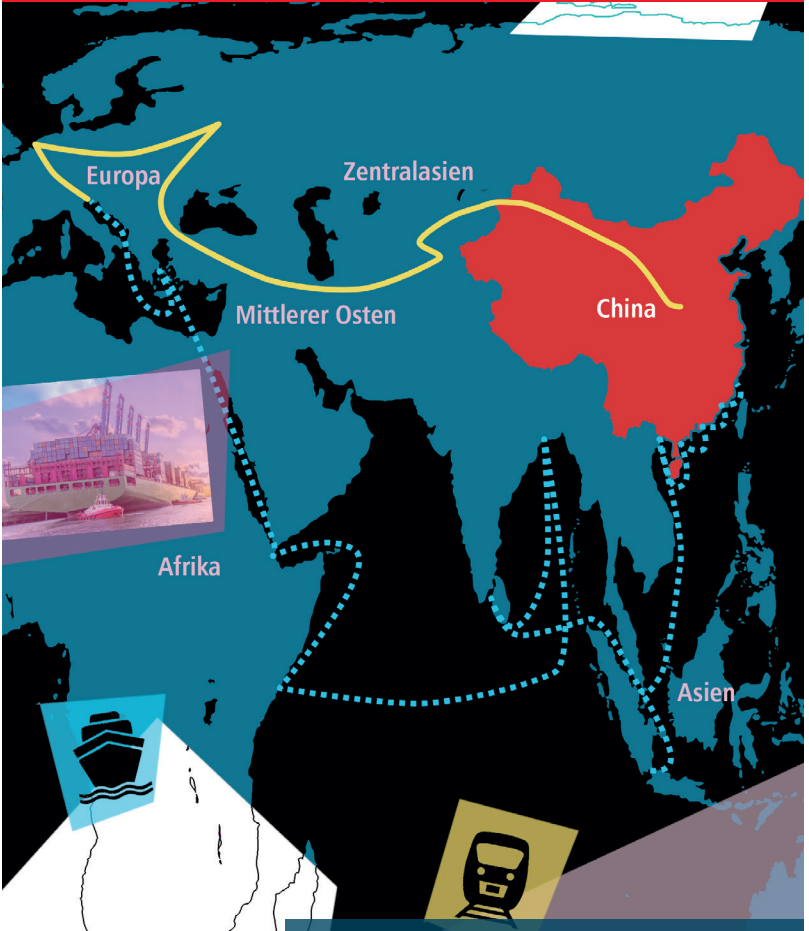 Europa
Zentralasien
Mittlerer Osten
China
Afrika
Asien